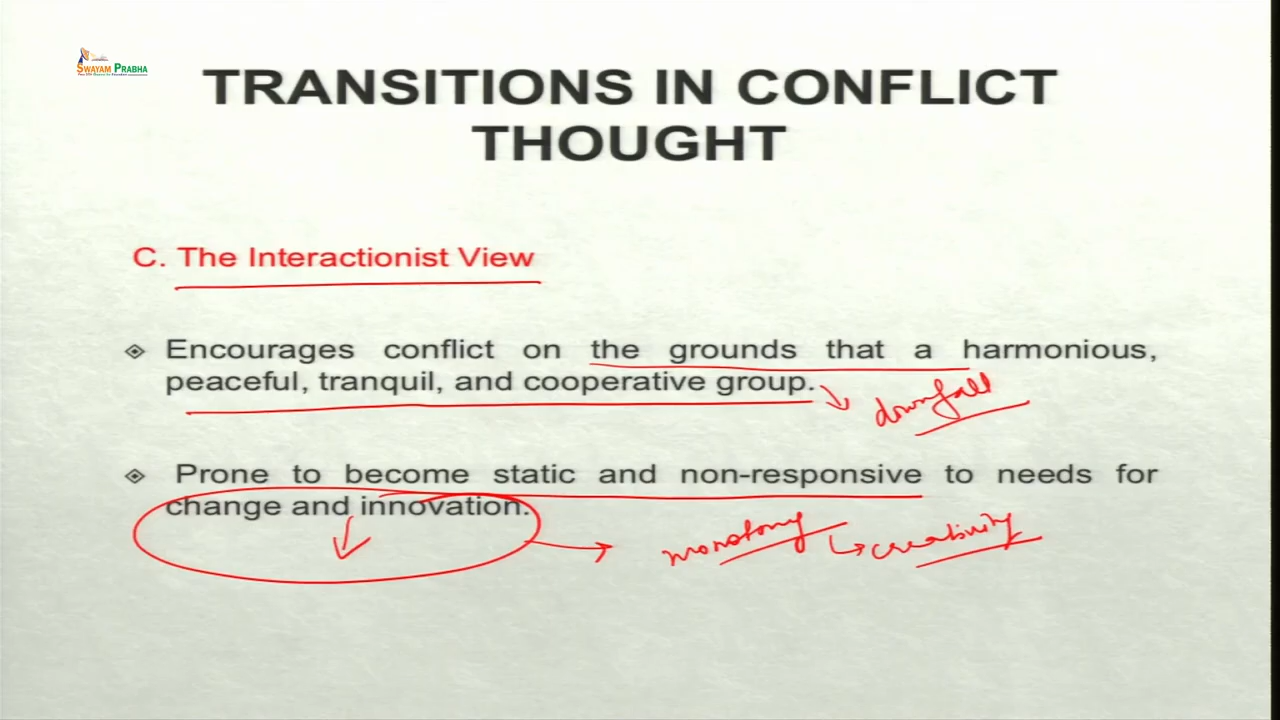 SWAYAM PRABHA
TRANSITIONS IN CONFLICT
THOUGHT
C. The Interactionist View
❖ Encourages conflict on the grounds that a harmonious,
peaceful, tranquil, and cooperative group.
downfall
❖ Prone to become static and non-responsive to needs for
change and innovation.
monotony ↳ creativity